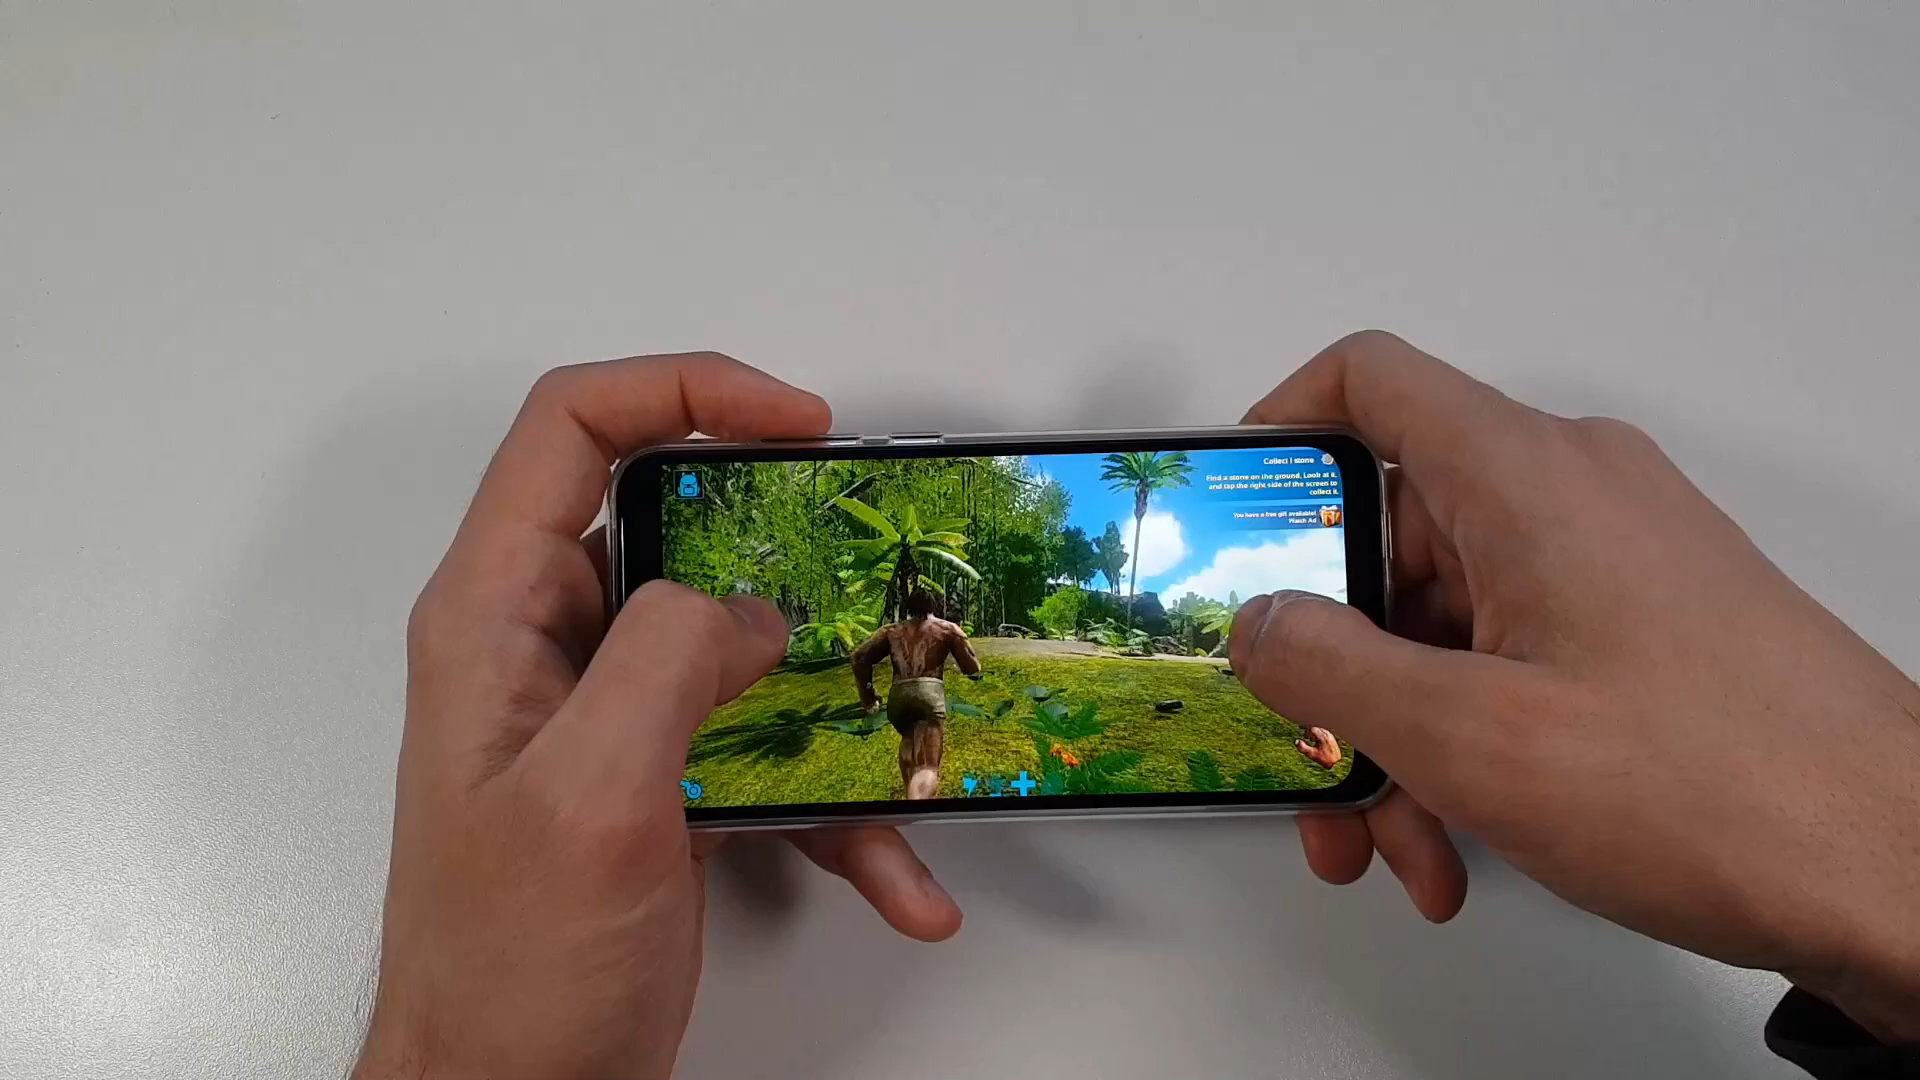 Collect 1 stone
Find a stone on the ground. Look at it,
and tap the right side of the screen to
collect it.
You have a free gift available!
Watch Ad